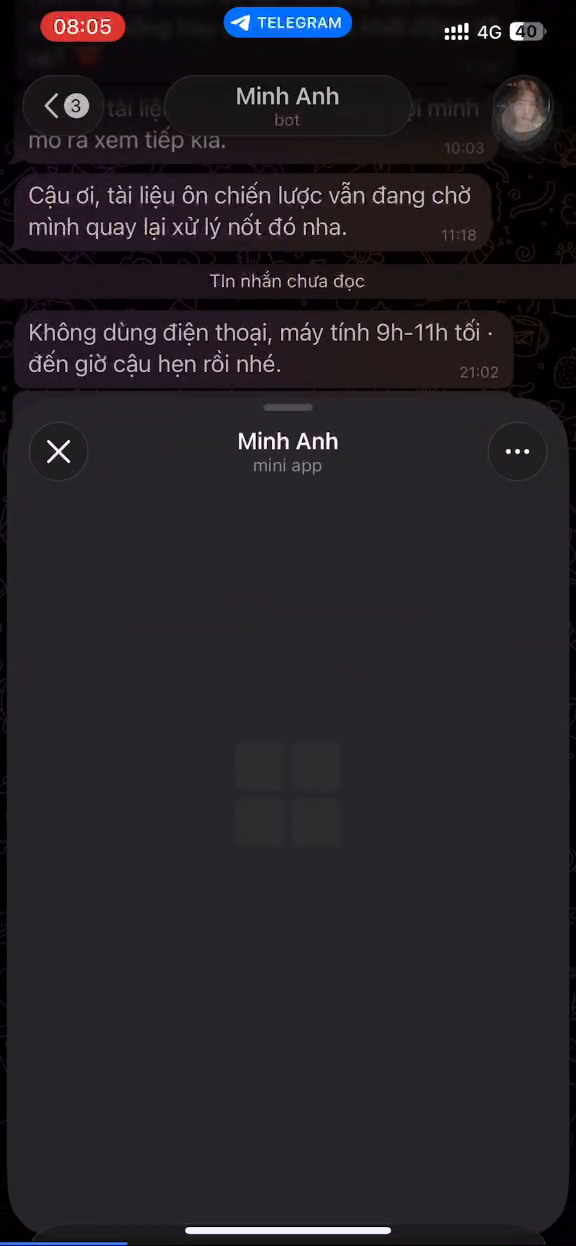 08:05
TELEGRAM
4G
40
3
Minh Anh
bot
tài liệ
mình
mở ra xem tiếp kìa.
10:03
Cậu ơi, tài liệu ôn chiến lược vẫn đang chờ
mình quay lại xử lý nốt đó nha.
11:18
TIn nhắn chưa đọc
Không dùng điện thoại, máy tính 9h-11h tối ·
đến giờ cậu hẹn rồi nhé.
21:02
Minh Anh
mini app